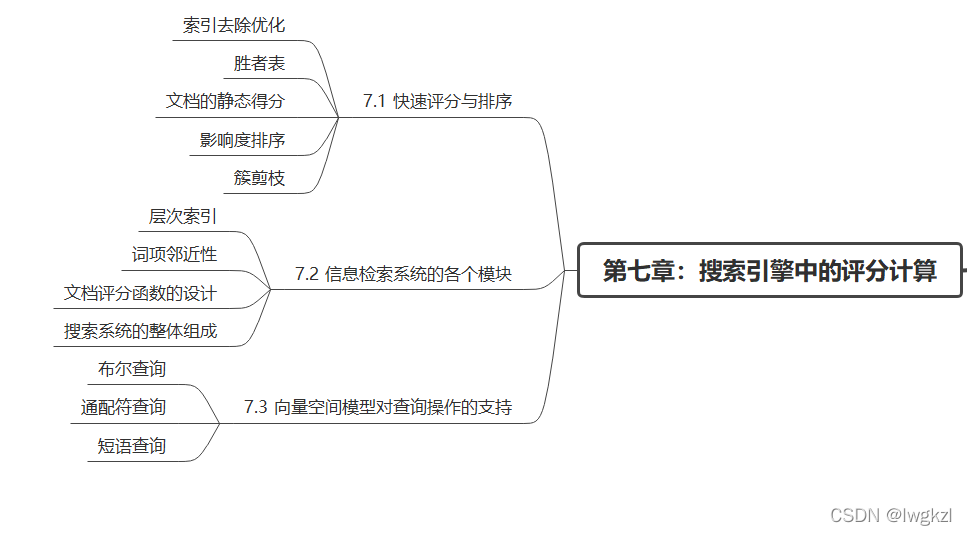 第七章：搜索引擎中的评分计算
7.1 快速评分与排序
索引去除优化
胜者表
文档的静态得分
影响度排序
簇剪枝
7.2 信息检索系统的各个模块
层次索引
词项邻近性
文档评分函数的设计
搜索系统的整体组成
7.3 向量空间模型对查询操作的支持
布尔查询
通配符查询
短语查询
CSDN @lwgkzl